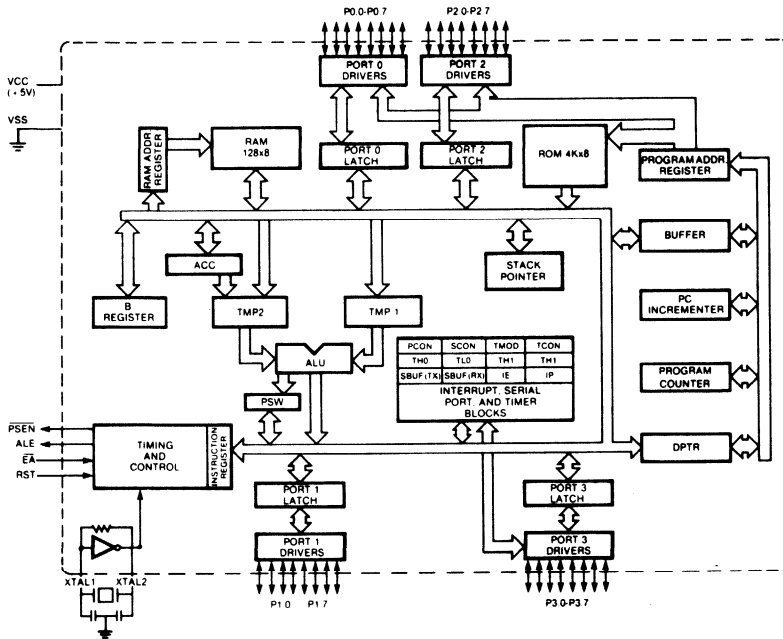 P0.0-P0.7
P2.0-P2.7
VCC
(+5V)
VSS
PORT 0
DRIVERS
PORT 2
DRIVERS
RAM ADDR.
REGISTER
RAM
128x8
PORT 0
LATCH
PORT 2
LATCH
ROM 4Kx8
PROGRAM ADDR.
REGISTER
BUFFER
ACC
STACK
POINTER
B
REGISTER
TMP2
TMP 1
PC
INCREMENTER
ALU
PCON SCON TMOD TCON
TH0 TL0 TH1 TH1
SBUF(TX) SBUF(RX) IE IP
INTERRUPT, SERIAL
PORT, AND TIMER
BLOCKS
PROGRAM
COUNTER
PSW
PSEN
ALE
EA
RST
TIMING
AND
CONTROL
INSTRUCTION
REGISTER
DPTR
PORT 1
LATCH
PORT 3
LATCH
PORT 1
DRIVERS
PORT 3
DRIVERS
XTAL1
XTAL2
P1.0
P1.7
P3.0-P3.7